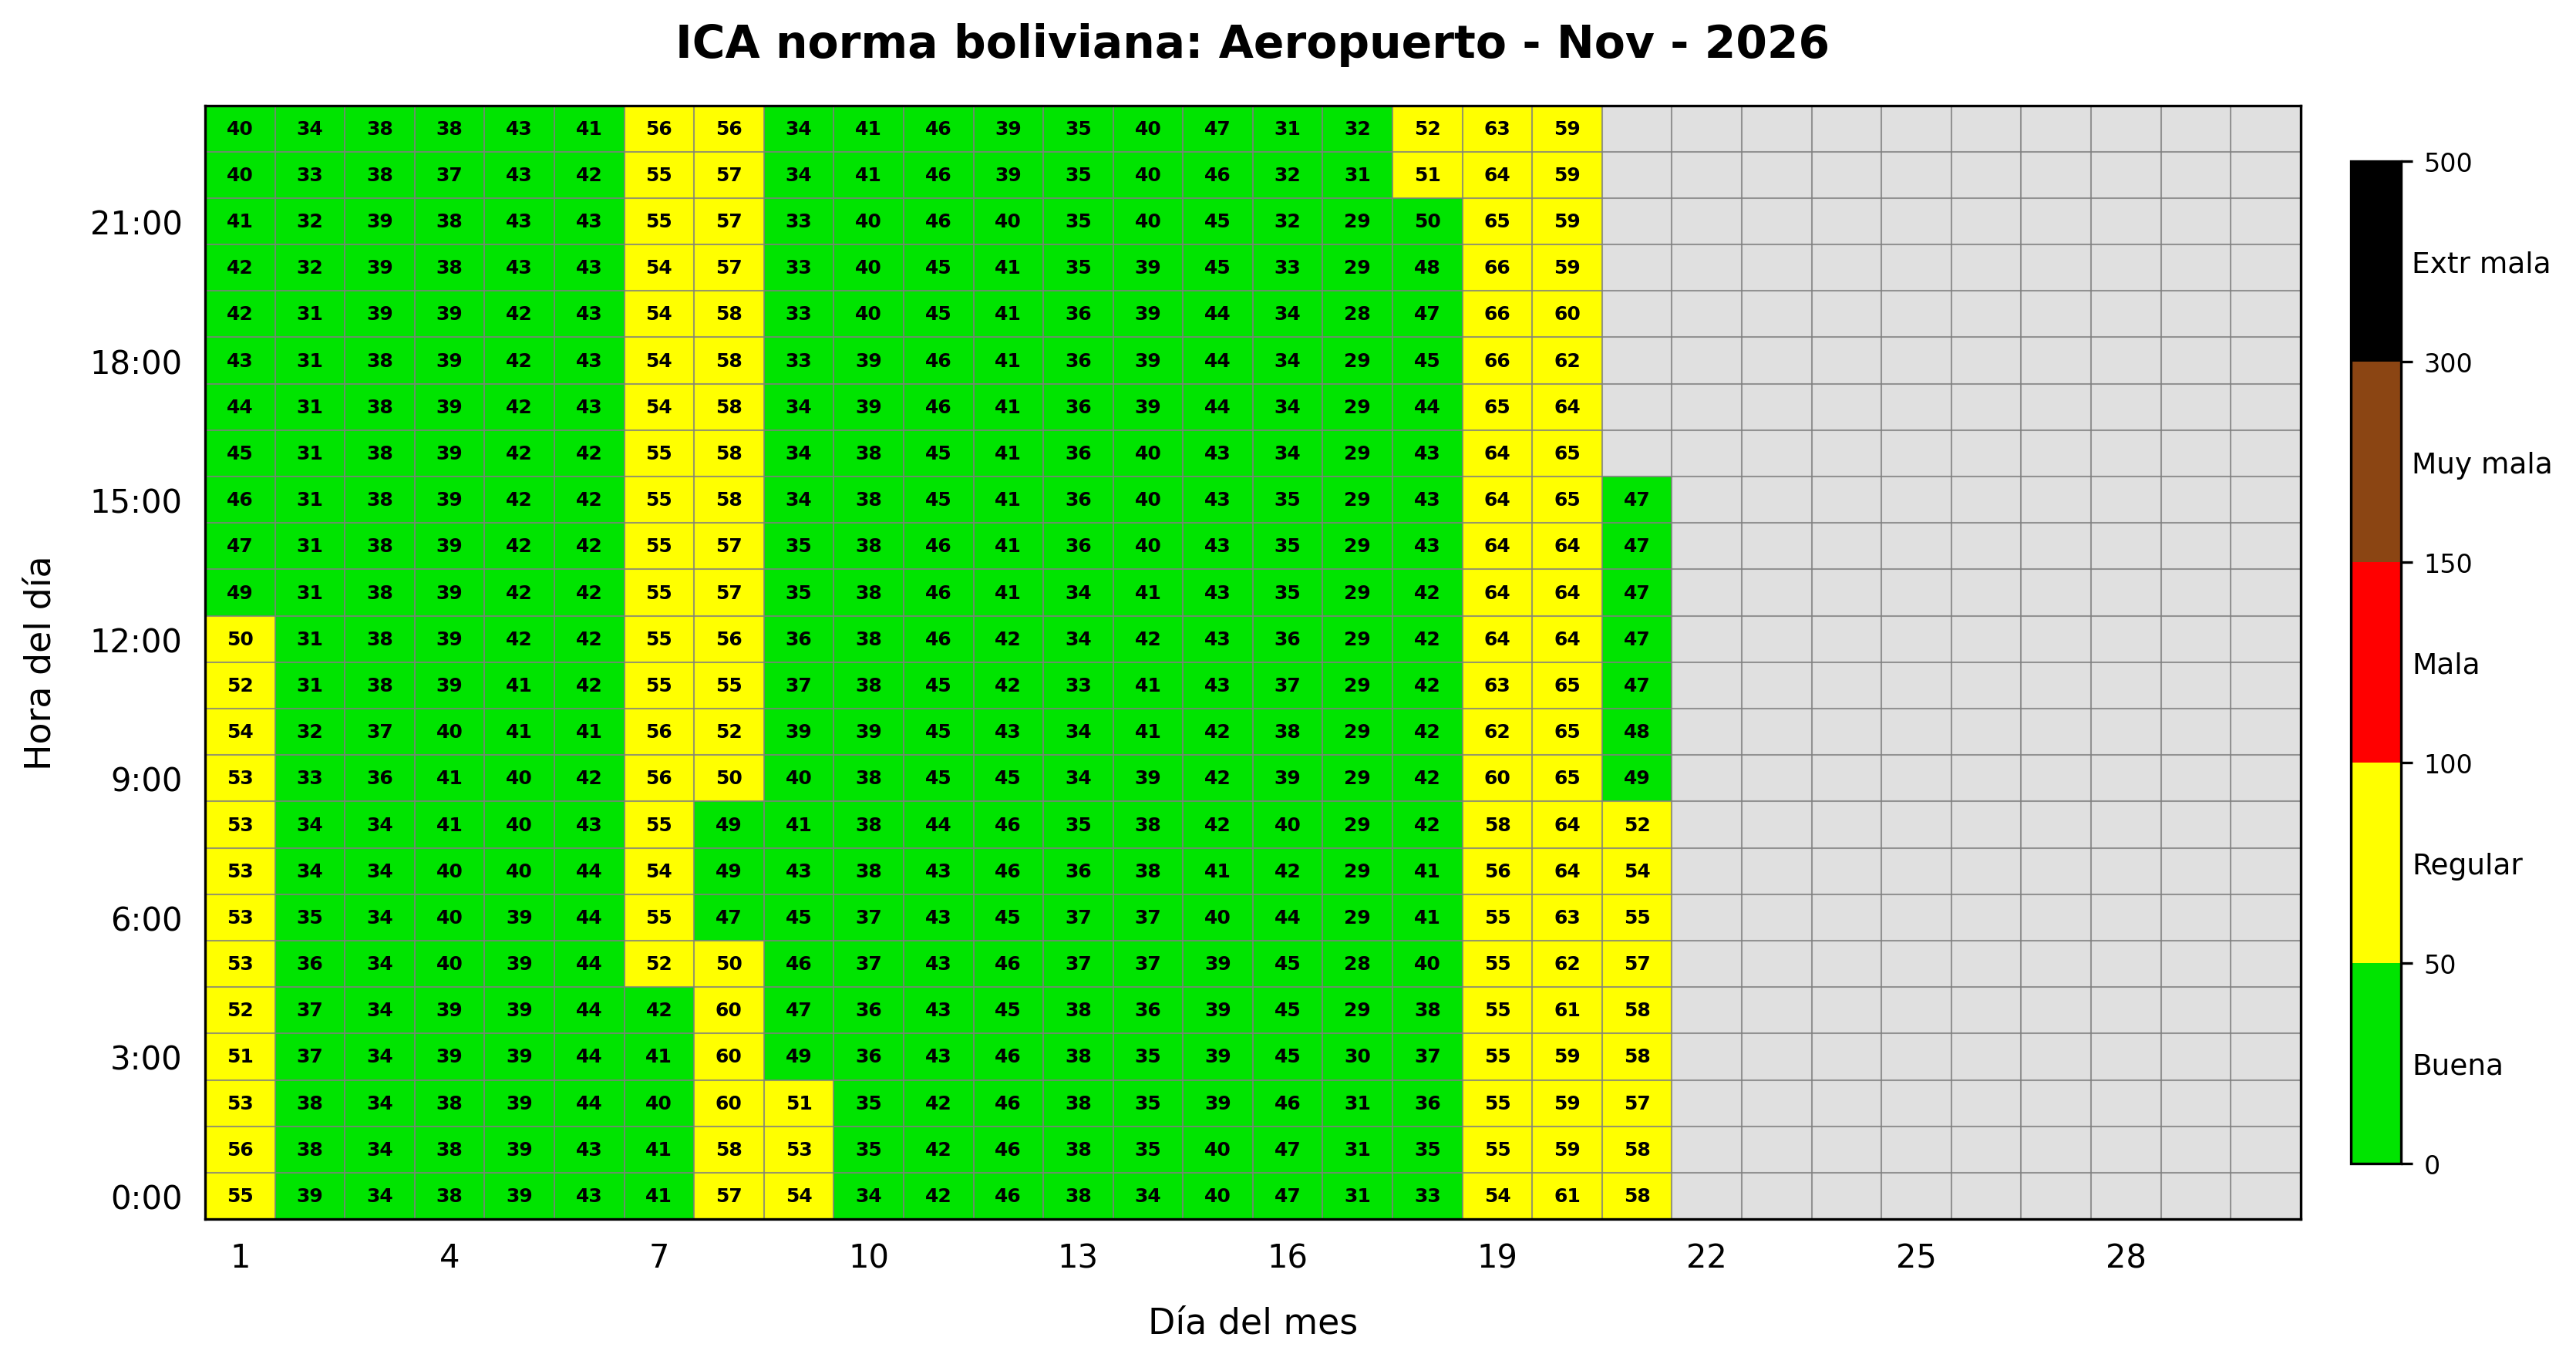 ICA norma boliviana: Aeropuerto - Nov - 2026
40 34 38 38 43 41 56 56 34 41 46 39 35 40 47 31 32 52 63 59
40 33 38 37 43 42 55 57 34 41 46 39 35 40 46 32 31 51 64 59
21:00 41 32 39 38 43 43 55 57 33 40 46 40 35 40 45 32 29 50 65 59
42 32 39 38 43 43 54 57 33 40 45 41 35 39 45 33 29 48 66 59
42 31 39 39 42 43 54 58 33 40 45 41 36 39 44 34 28 47 66 60
18:00 43 31 38 39 42 43 54 58 33 39 46 41 36 39 44 34 29 45 66 62
44 31 38 39 42 43 54 58 34 39 46 41 36 39 44 34 29 44 65 64
45 31 38 39 42 42 55 58 34 38 45 41 36 40 43 34 29 43 64 65
15:00 46 31 38 39 42 42 55 58 34 38 45 41 36 40 43 35 29 43 64 65 47
47 31 38 39 42 42 55 57 35 38 46 41 36 40 43 35 29 43 64 64 47
49 31 38 39 42 42 55 57 35 38 46 41 34 41 43 35 29 42 64 64 47
12:00 50 31 38 39 42 42 55 56 36 38 46 42 34 42 43 36 29 42 64 64 47
52 31 38 39 41 42 55 55 37 38 45 42 33 41 43 37 29 42 63 65 47
54 32 37 40 41 41 56 52 39 39 45 43 34 41 42 38 29 42 62 65 48
9:00 53 33 36 41 40 42 56 50 40 38 45 45 34 39 42 39 29 42 60 65 49
53 34 34 41 40 43 55 49 41 38 44 46 35 38 42 40 29 42 58 64 52
53 34 34 40 40 44 54 49 43 38 43 46 36 38 41 42 29 41 56 64 54
6:00 53 35 34 40 39 44 55 47 45 37 43 45 37 37 40 44 29 41 55 63 55
53 36 34 40 39 44 52 50 46 37 43 46 37 37 39 45 28 40 55 62 57
52 37 34 39 39 44 42 60 47 36 43 45 38 36 39 45 29 38 55 61 58
3:00 51 37 34 39 39 44 41 60 49 36 43 46 38 35 39 45 30 37 55 59 58
53 38 34 38 39 44 40 60 51 35 42 46 38 35 39 46 31 36 55 59 57
56 38 34 38 39 43 41 58 53 35 42 46 38 35 40 47 31 35 55 59 58
0:00 55 39 34 38 39 43 41 57 54 34 42 46 38 34 40 47 31 33 54 61 58
1 4 7 10 13 16 19 22 25 28
Día del mes
Hora del día
500
Extr mala
300
Muy mala
150
Mala
100
Regular
50
Buena
0